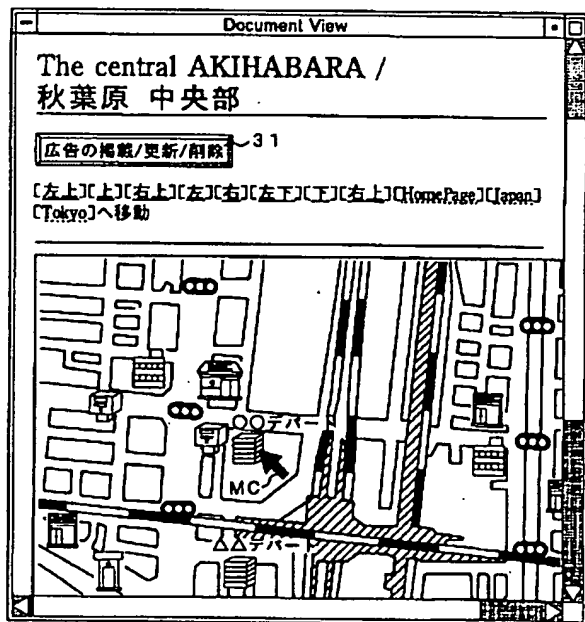 Document View
The central AKIHABARA /
秋葉原 中央部
広告の掲載/更新/削除
31
[左上][上][右上][左][右][左下][下][右上][HomePage][Japan]
[Tokyo]へ移動
○○デパート
MC
△△デパート